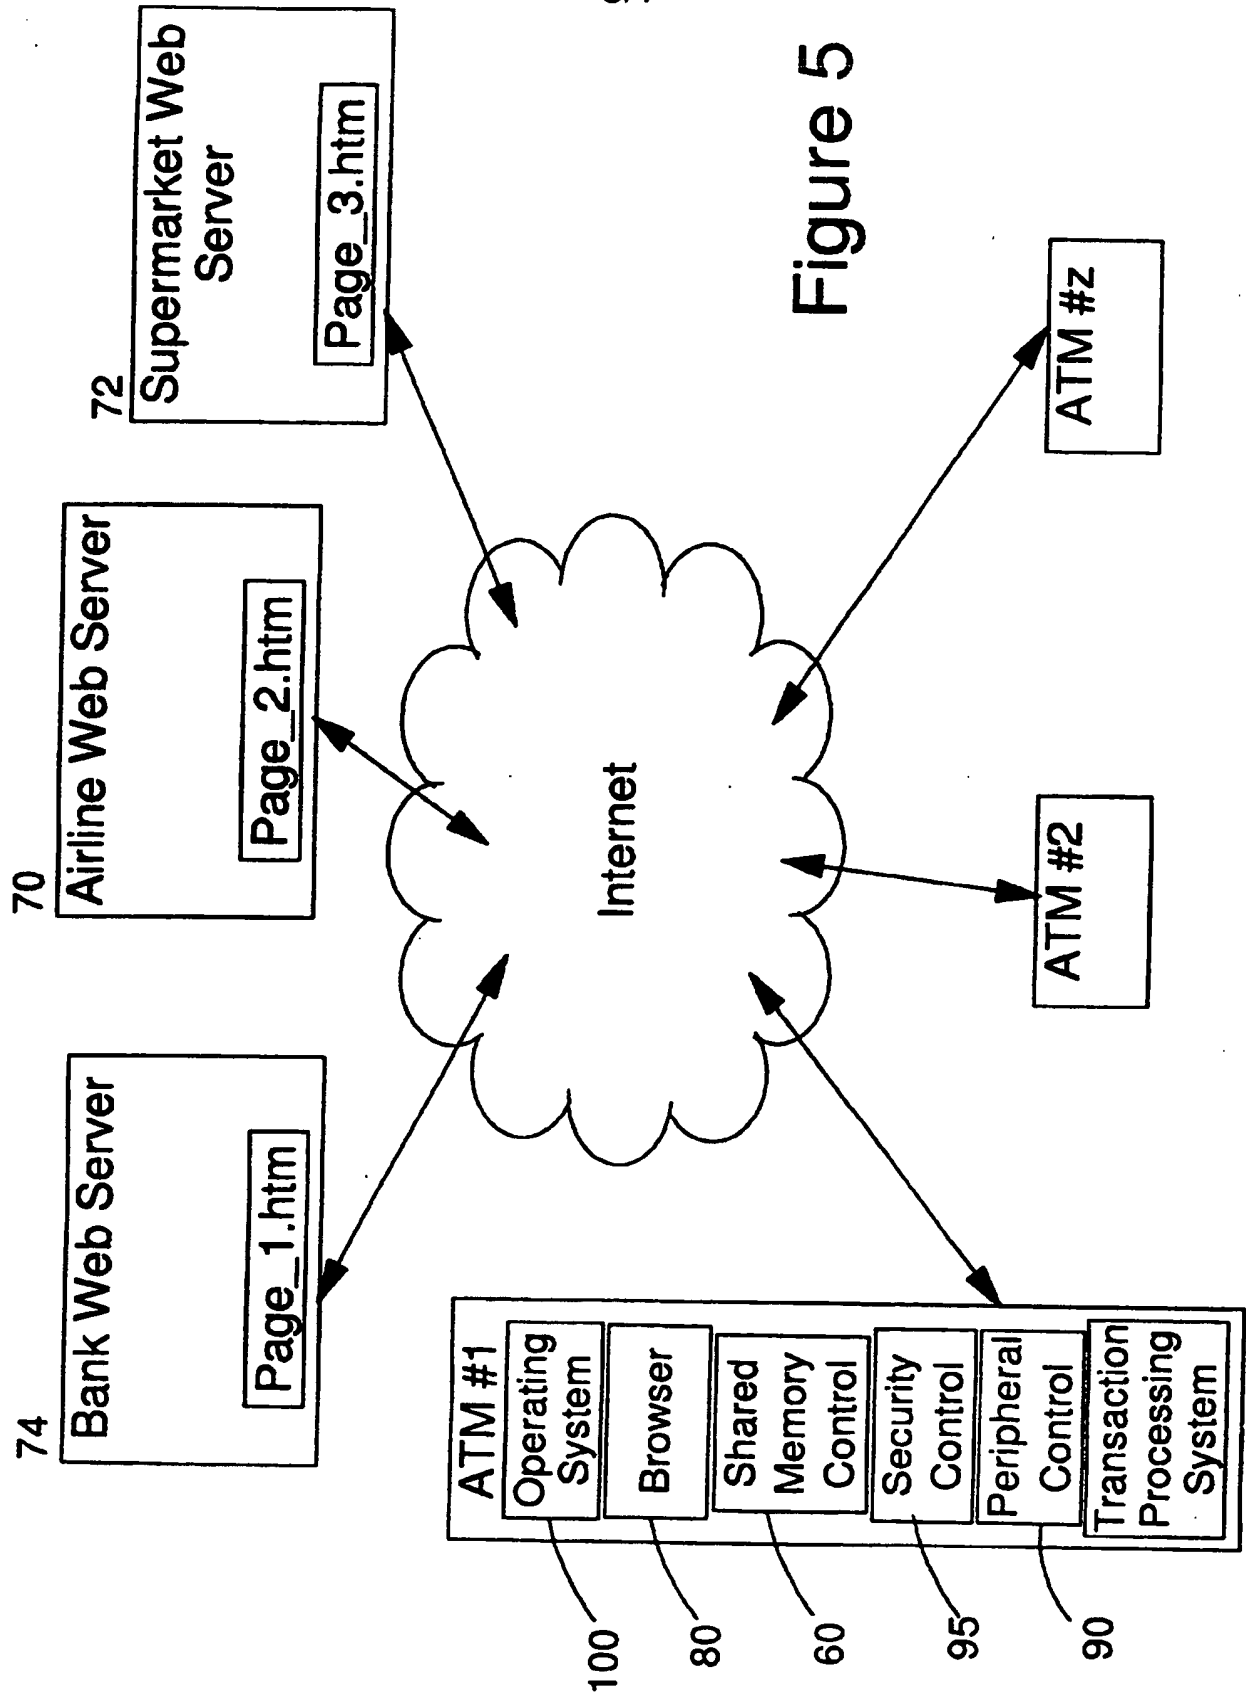 74
Bank Web Server
Page_1.htm
70
Airline Web Server
Page_2.htm
72
Supermarket Web
Server
Page_3.htm
Internet
ATM #1
Operating
System
Browser
Shared
Memory
Control
Security
Control
Peripheral
Control
Transaction
Processing
System
100
80
60
95
90
ATM #2
ATM #z
Figure 5